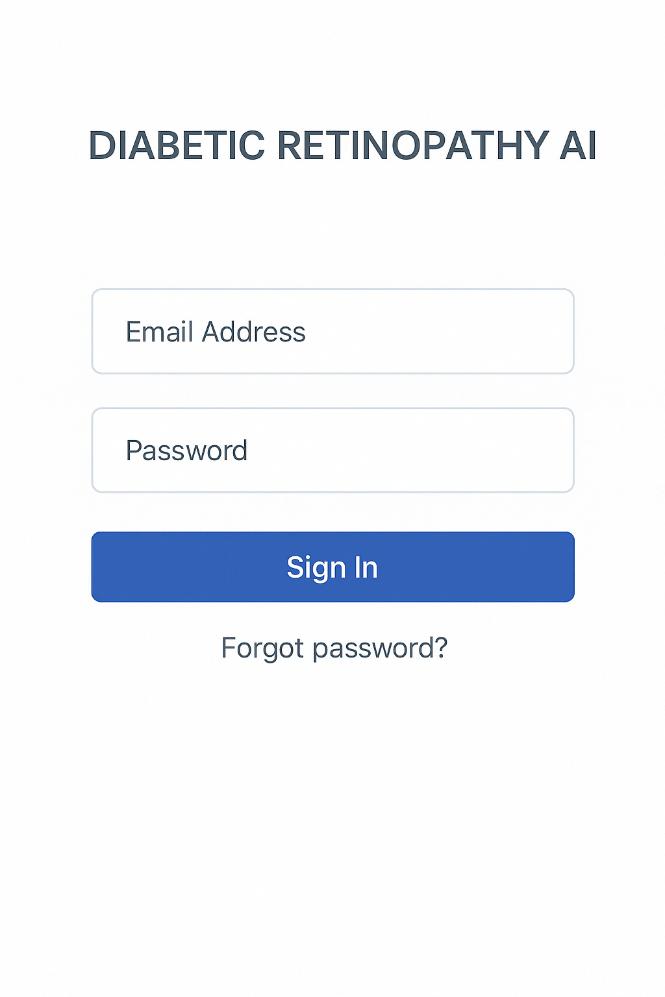 DIABETIC RETINOPATHY AI
Email Address
Password
Sign In
Forgot password?